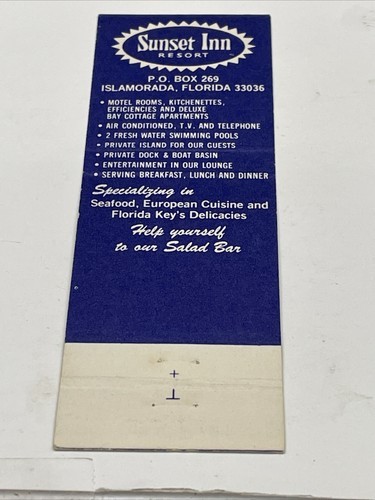 Sunset Inn
RESORT
P.O. BOX 269
ISLAMORADA, FLORIDA 33036
• MOTEL ROOMS, KITCHENETTES,
EFFICIENCIES AND DELUXE
BAY COTTAGE APARTMENTS
• AIR CONDITIONED, T.V. AND TELEPHONE
• 2 FRESH WATER SWIMMING POOLS
• PRIVATE ISLAND FOR OUR GUESTS
• PRIVATE DOCK & BOAT BASIN
• ENTERTAINMENT IN OUR LOUNGE
• SERVING BREAKFAST, LUNCH AND DINNER
Specializing in
Seafood, European Cuisine and
Florida Key's Delicacies
Help yourself
to our Salad Bar